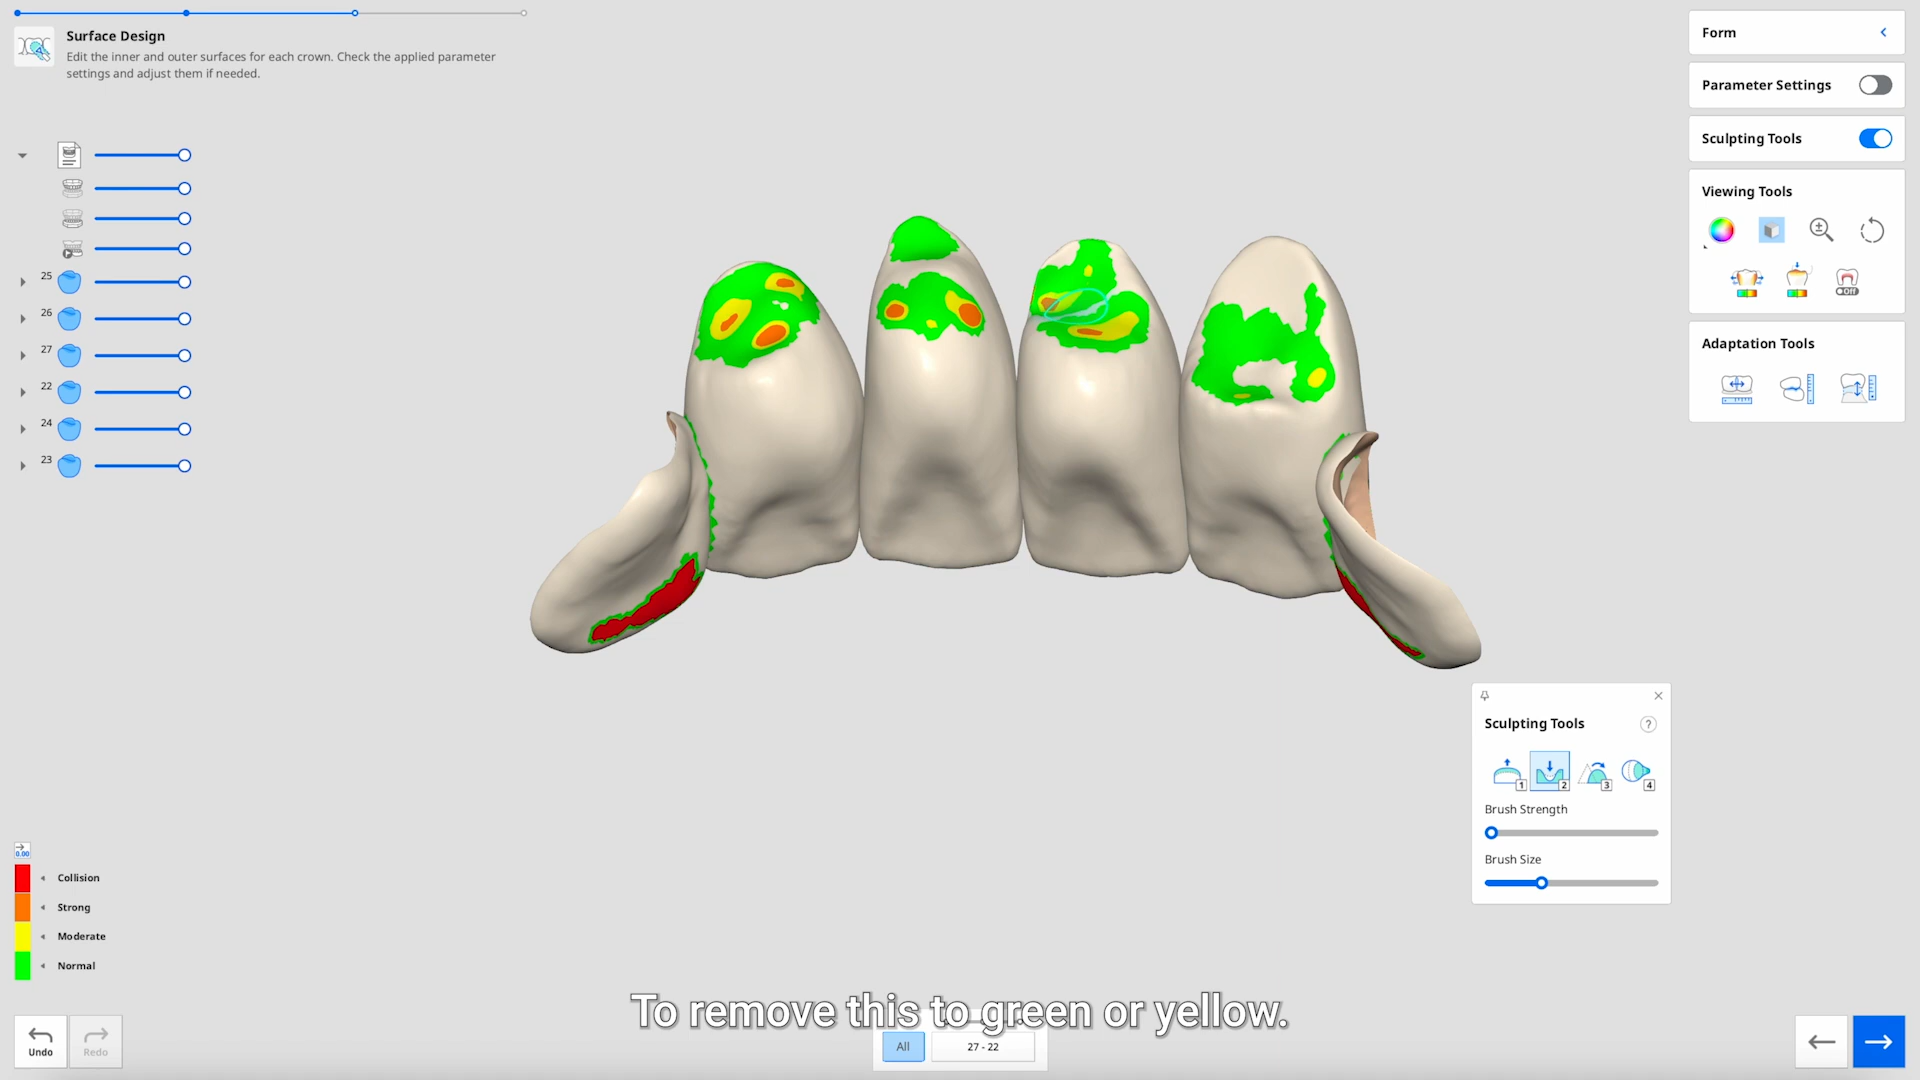 Surface Design
Edit the inner and outer surfaces for each crown. Check the applied parameter
settings and adjust them if needed.
Form
Parameter Settings
Sculpting Tools
Viewing Tools
Off
Adaptation Tools
25
26
27
22
24
23
Sculpting Tools
?
1
2
3
4
Brush Strength
Brush Size
0.00
Collision
Strong
Moderate
Normal
To remove this to green or yellow.
Undo
Redo
All
27 - 22